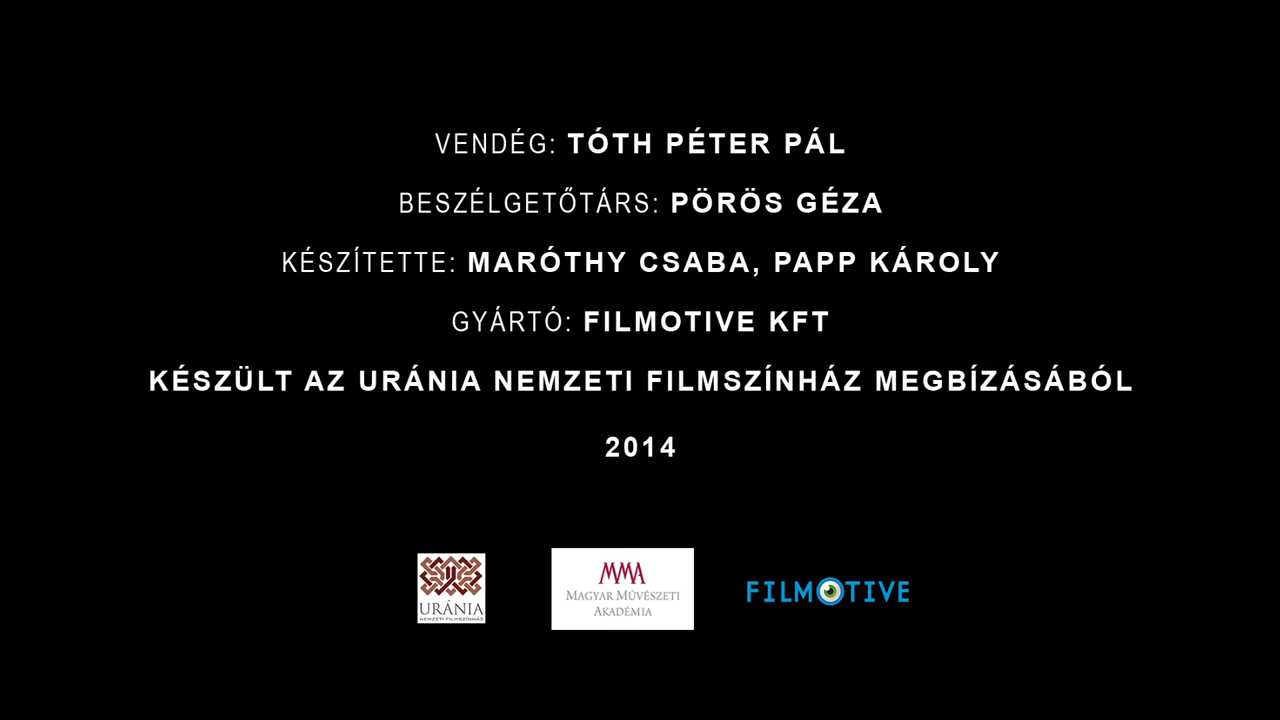 VENDÉG: TÓTH PÉTER PÁL
BESZÉLGETŐTÁRS: PÖRÖS GÉZA
KÉSZÍTETTE: MARÓTHY CSABA, PAPP KÁROLY
GYÁRTÓ: FILMOTIVE KFT
KÉSZÜLT AZ URÁNIA NEMZETI FILMSZÍNHÁZ MEGBÍZÁSÁBÓL
2014
URÁNIA
NEMZETI FILMSZÍNHÁZ
MMA
MAGYAR MŰVÉSZETI
AKADÉMIA
FILMOTIVE